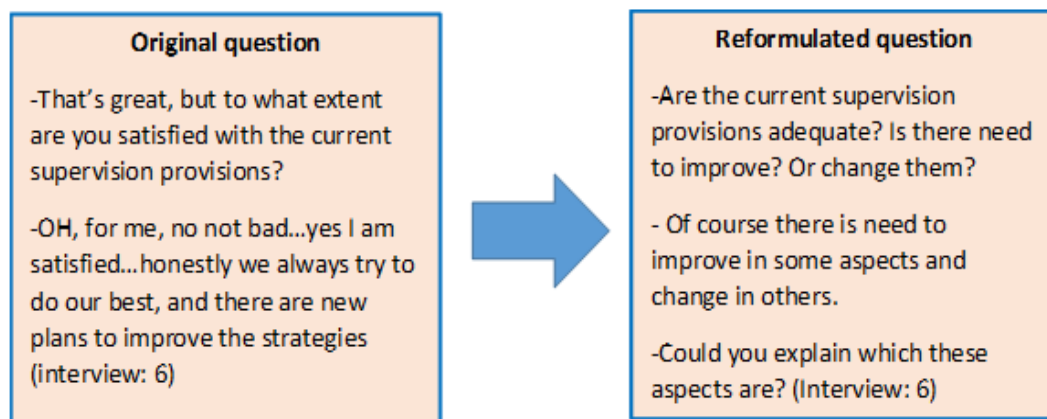 Original question
-That's great, but to what extent
are you satisfied with the current
supervision provisions?
-OH, for me, no not bad...yes I am
satisfied...honestly we always try to
do our best, and there are new
plans to improve the strategies
(interview: 6)
Reformulated question
-Are the current supervision
provisions adequate? Is there need
to improve? Or change them?
- Of course there is need to
improve in some aspects and
change in others.
-Could you explain which these
aspects are? (Interview: 6)